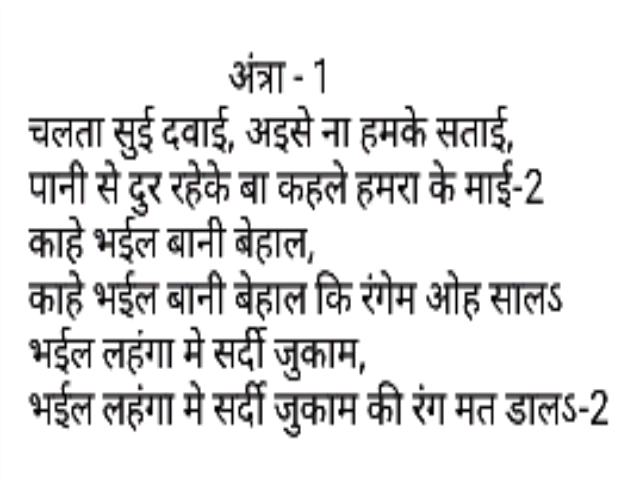 अंत्रा - 1
चलता सुई दवाई, अइसे ना हमके सताई,
पानी से दुर रहेके बा कहले हमरा के माई-2
काहे भईल बानी बेहाल,
काहे भईल बानी बेहाल कि रंगेम ओह सालऽ
भईल लहंगा मे सर्दी जुकाम,
भईल लहंगा मे सर्दी जुकाम की रंग मत डालऽ-2